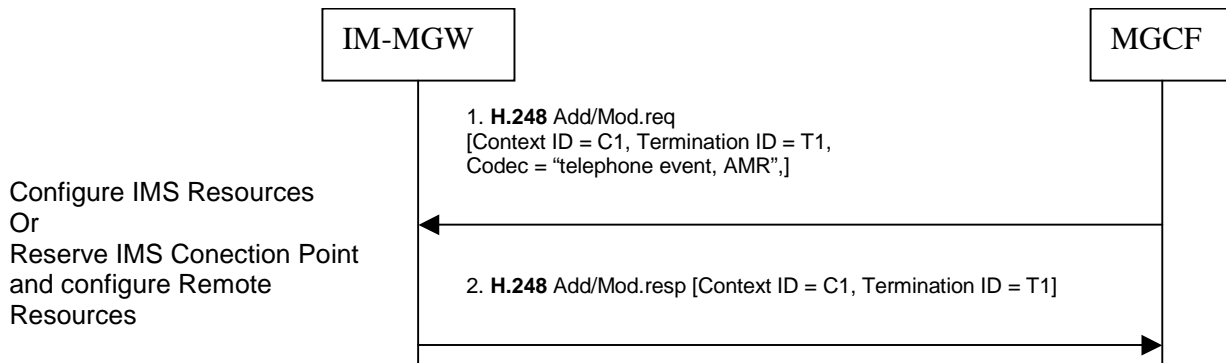 IM-MGW
MGCF
1. H.248 Add/Mod.req
[Context ID = C1, Termination ID = T1,
Codec = “telephone event, AMR”,]
Configure IMS Resources
Or
Reserve IMS Conection Point
and configure Remote
Resources
2. H.248 Add/Mod.resp [Context ID = C1, Termination ID = T1]